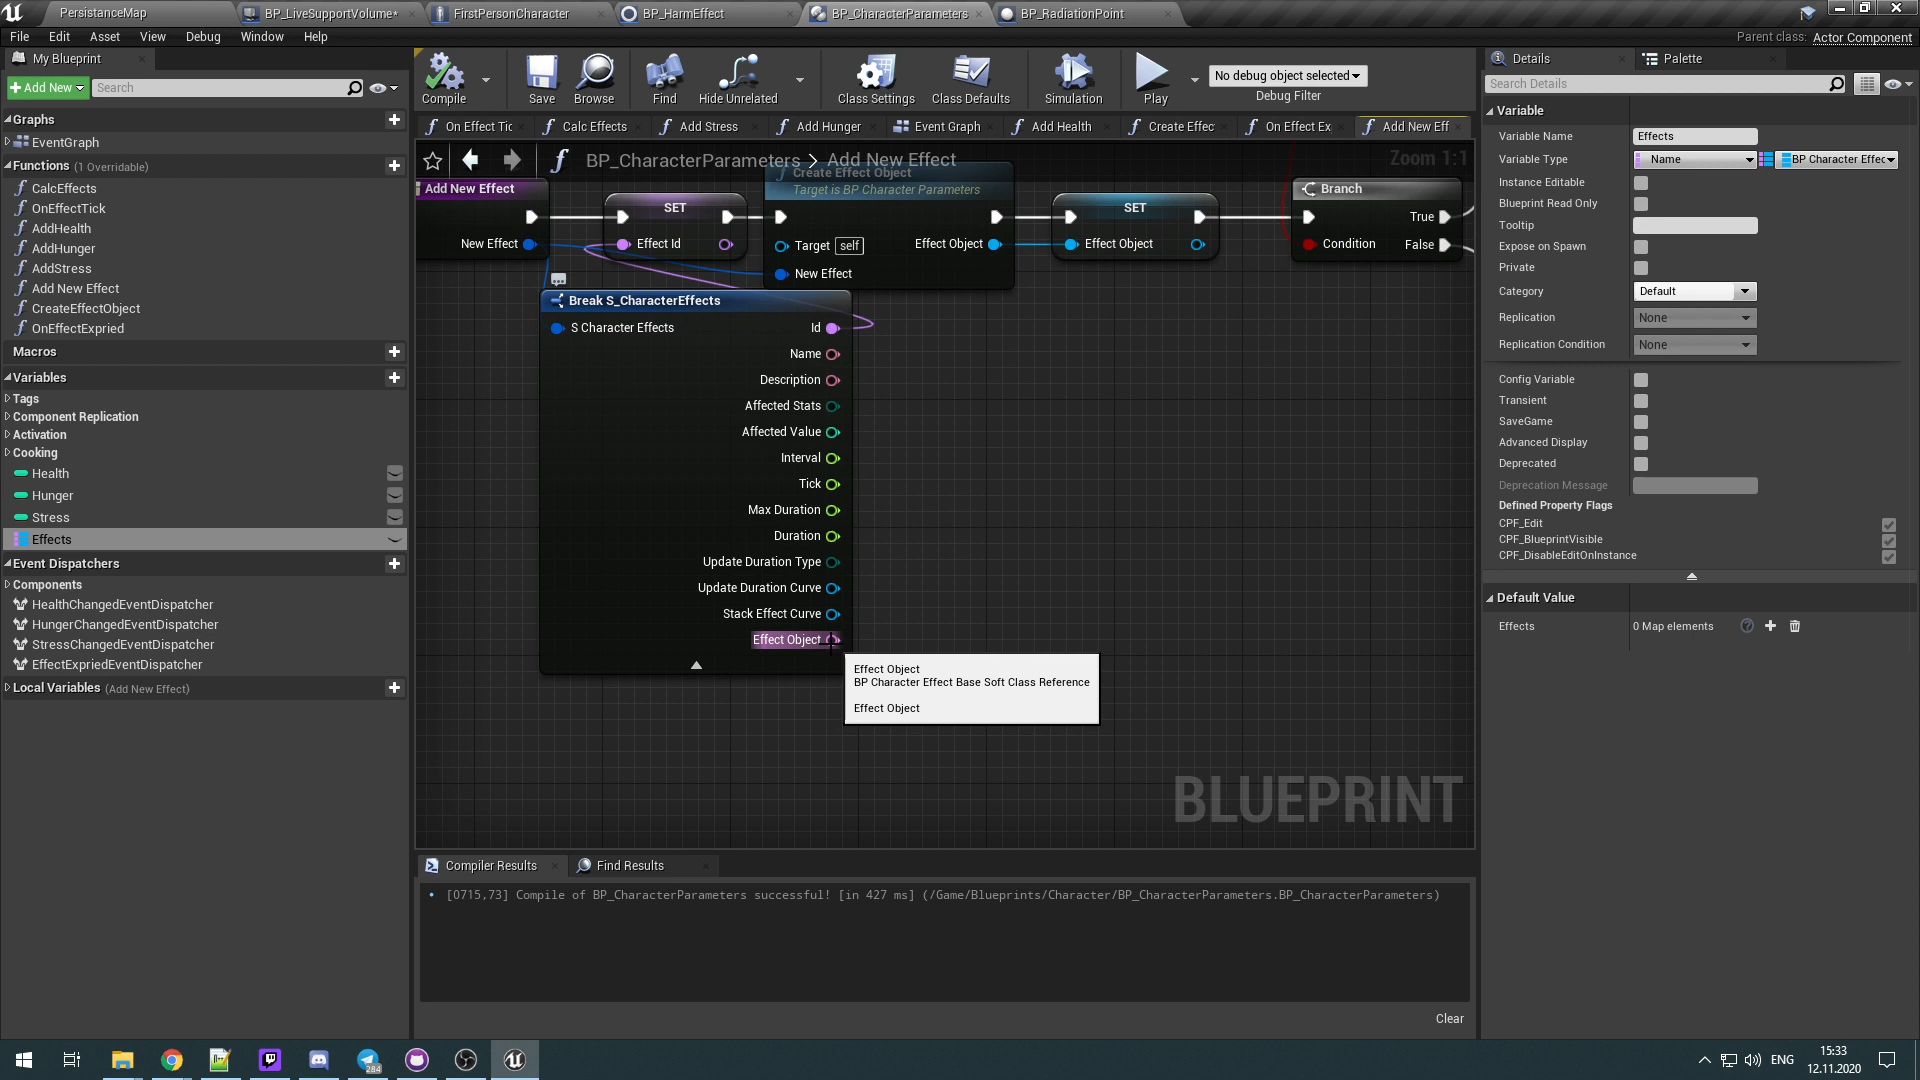 PersistanceMap
BP_LiveSupportVolume*
FirstPersonCharacter
BP_HarmEffect
BP_CharacterParameters
BP_RadiationPoint
File Edit Asset View Debug Window Help
Parent class: Actor Component
My Blueprint
Add New
Search
Compile
Save
Browse
Find
Hide Unrelated
Class Settings
Class Defaults
Simulation
Play
No debug object selected
Debug Filter
Details
Palette
Search Details
On Effect Tic
Calc Effects
Add Stress
Add Hunger
Event Graph
Add Health
Create Effec
On Effect Ex
Add New Eff
BP_CharacterParameters > Add New Effect
Zoom 1:1
Graphs
EventGraph
Functions (1 Overridable)
CalcEffects
OnEffectTick
AddHealth
AddHunger
AddStress
Add New Effect
CreateEffectObject
OnEffectExpried
Macros
Variables
Tags
Component Replication
Activation
Cooking
Health
Hunger
Stress
Effects
Event Dispatchers
Components
HealthChangedEventDispatcher
HungerChangedEventDispatcher
StressChangedEventDispatcher
EffectExpriedEventDispatcher
Local Variables (Add New Effect)
Add New Effect
New Effect
SET
Effect Id
Create Effect Object
Target is BP Character Parameters
Target self
New Effect
Effect Object
SET
Effect Object
Branch
Condition
True
False
Break S_CharacterEffects
S Character Effects
Id
Name
Description
Affected Stats
Affected Value
Interval
Tick
Max Duration
Duration
Update Duration Type
Update Duration Curve
Stack Effect Curve
Effect Object
Effect Object
BP Character Effect Base Soft Class Reference
Effect Object
BLUEPRINT
Compiler Results
Find Results
[0715,73] Compile of BP_CharacterParameters successful! [in 427 ms] (/Game/Blueprints/Character/BP_CharacterParameters.BP_CharacterParameters)
Clear
Variable
Variable Name Effects
Variable Type Name BP Character Effec
Instance Editable
Blueprint Read Only
Tooltip
Expose on Spawn
Private
Category Default
Replication None
Replication Condition None
Config Variable
Transient
SaveGame
Advanced Display
Deprecated
Deprecation Message
Defined Property Flags
CPF_Edit
CPF_BlueprintVisible
CPF_DisableEditOnInstance
Default Value
Effects 0 Map elements
284
ENG
15:33
12.11.2020